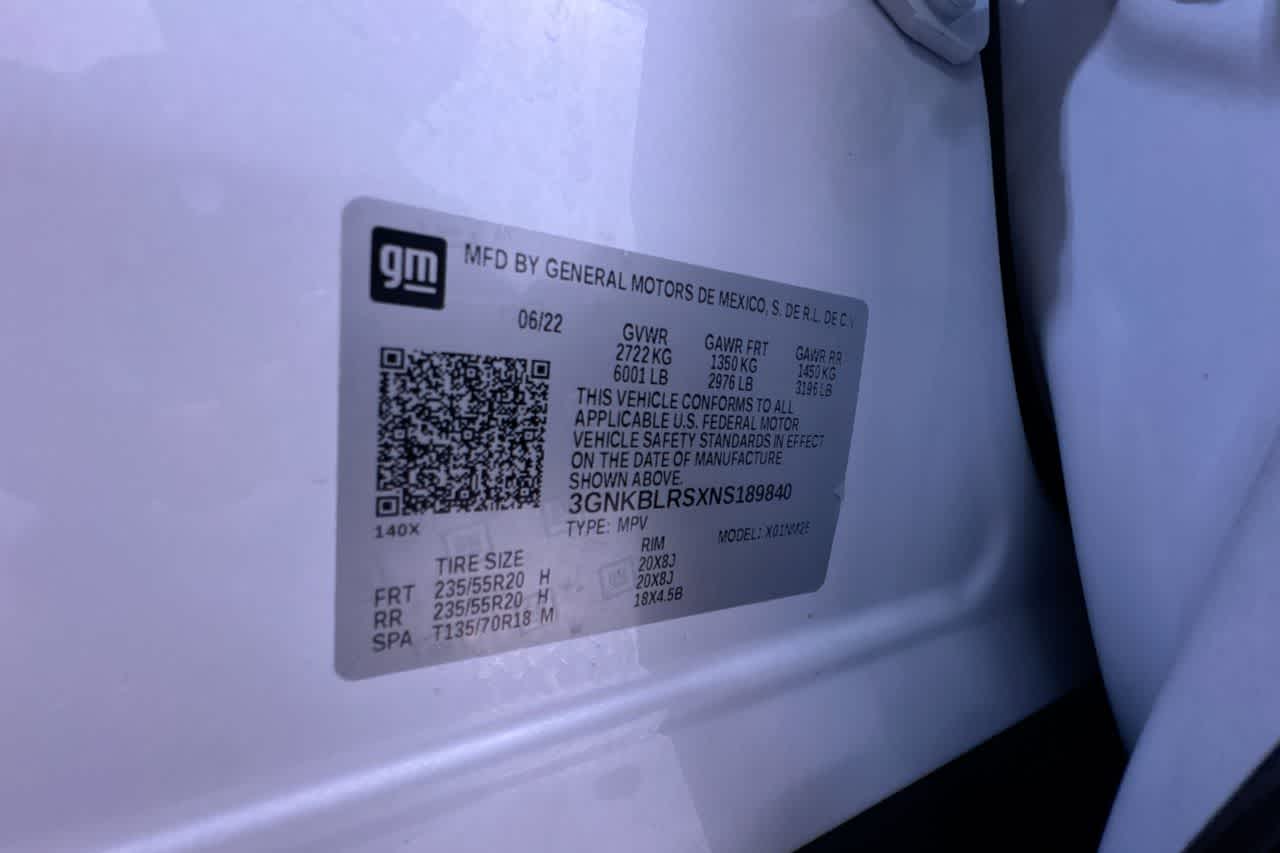 gm
MFD BY GENERAL MOTORS DE MEXICO, S. DE R.L. DE C.V
06/22
GVWR GAWR FRT GAWR RR
2722 KG 1350 KG 1450 KG
6001 LB 2976 LB 3196 LB
THIS VEHICLE CONFORMS TO ALL
APPLICABLE U.S. FEDERAL MOTOR
VEHICLE SAFETY STANDARDS IN EFFECT
ON THE DATE OF MANUFACTURE
SHOWN ABOVE.
3GNKBLRSXNS189840
140X
TYPE: MPV MODEL:
TIRE SIZE RIM
FRT 235/55R20 H 20X8J
RR 235/55R20 H 20X8J
SPA T135/70R18 M 18X4.5B